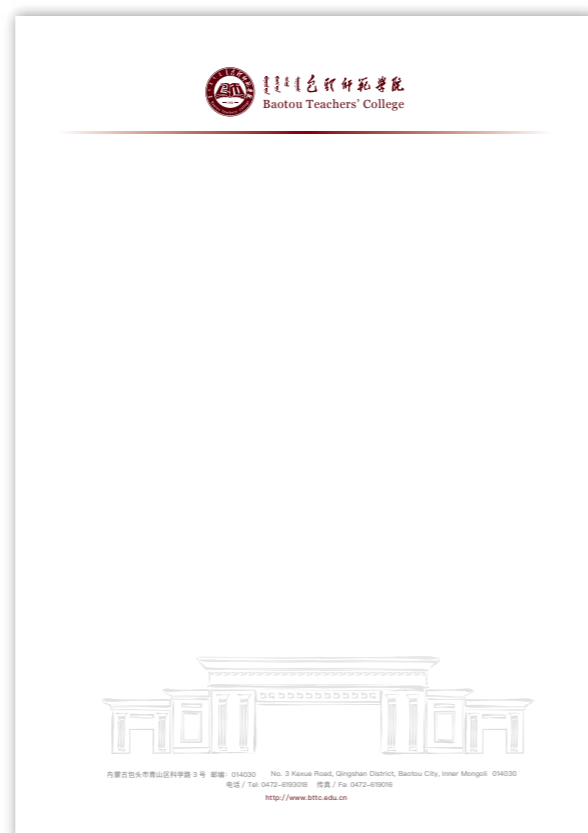 包头师范学院
Baotou Teachers' College
内蒙古包头市青山区科学路 3 号 邮编: 014030 No. 3 Kexue Road, Qingshan District, Baotou City, Inner Mongoli 014030
电话 / Tel: 0472-6193016 传真 / Fa: 0472-619016
http://www.bttc.edu.cn